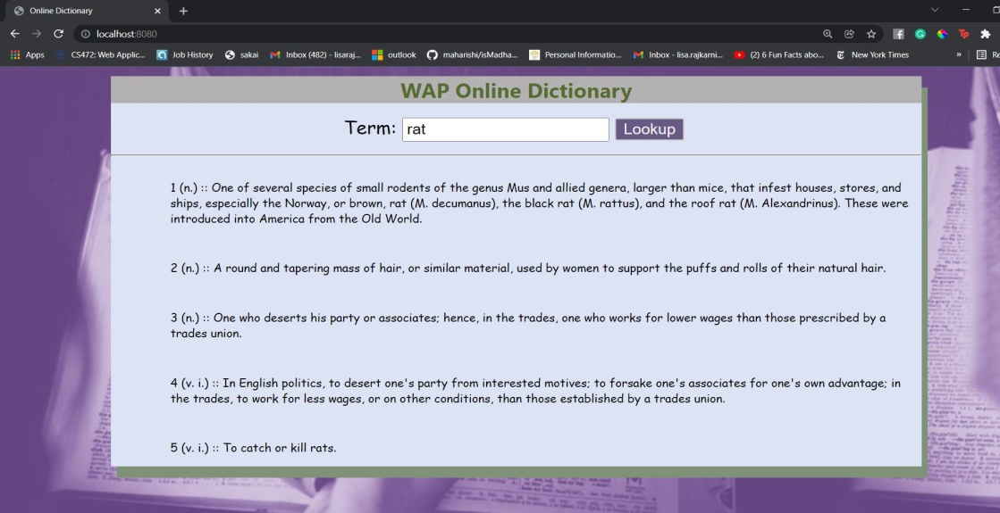 Online Dictionary
localhost:8080
Apps CS472: Web Applic... Job History sakai Inbox (482) - lisaraj... outlook maharishi/isMadha... Personal Informatio... Inbox - lisa.rajkarni... (2) 6 Fun Facts abo... New York Times » Re
WAP Online Dictionary
Term: rat Lookup
1 (n.) :: One of several species of small rodents of the genus Mus and allied genera, larger than mice, that infest houses, stores, and
ships, especially the Norway, or brown, rat (M. decumanus), the black rat (M. rattus), and the roof rat (M. Alexandrinus). These were
introduced into America from the Old World.
2 (n.) :: A round and tapering mass of hair, or similar material, used by women to support the puffs and rolls of their natural hair.
3 (n.) :: One who deserts his party or associates; hence, in the trades, one who works for lower wages than those prescribed by a
trades union.
4 (v. i.) :: In English politics, to desert one's party from interested motives; to forsake one's associates for one's own advantage; in
the trades, to work for less wages, or on other conditions, than those established by a trades union.
5 (v. i.) :: To catch or kill rats.